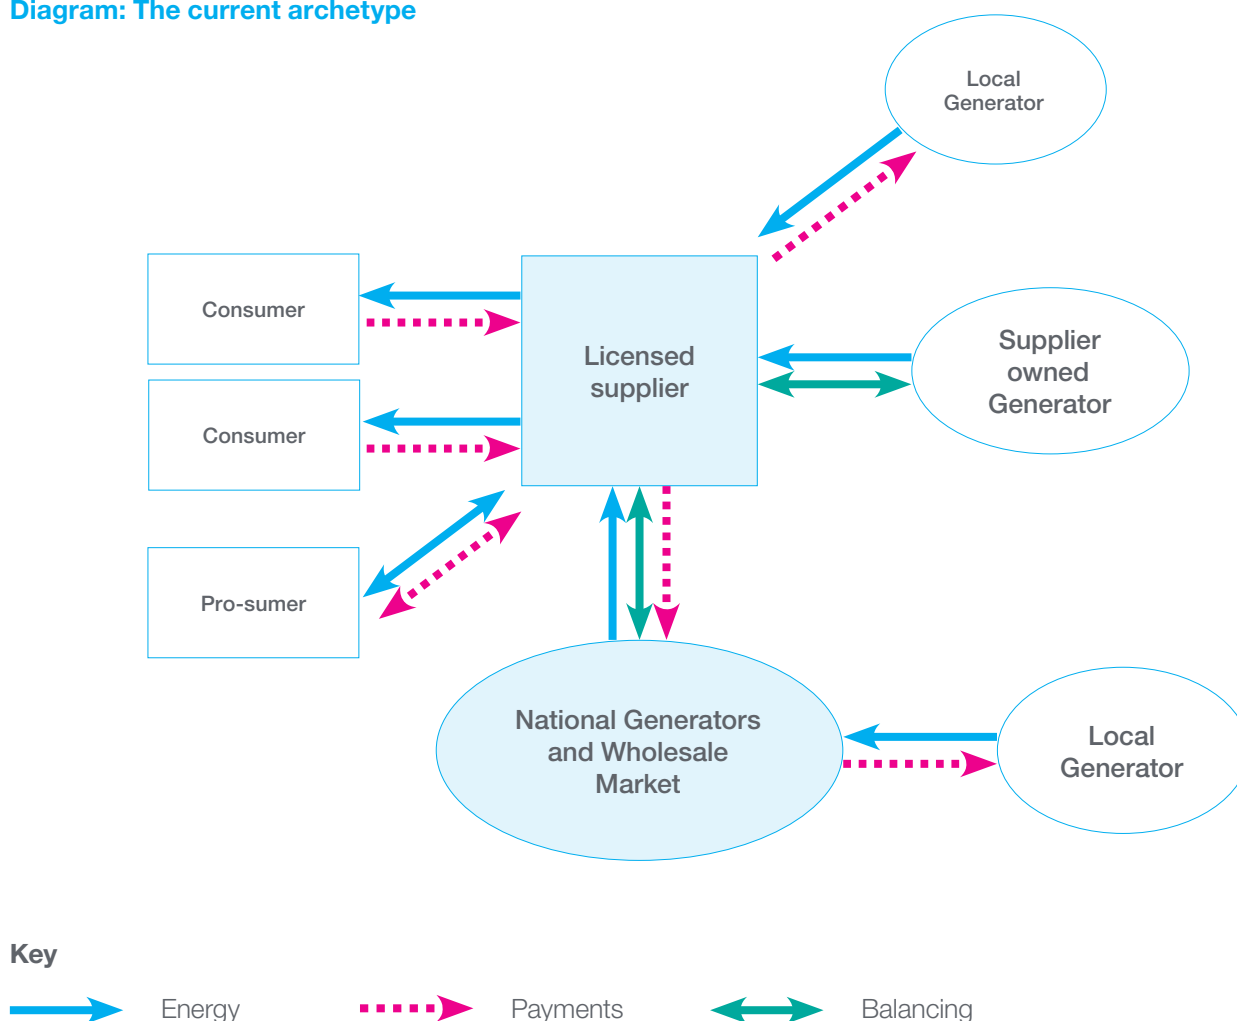 Diagram: The current archetype
Local
Generator
Consumer
Licensed
supplier
Supplier
owned
Generator
Consumer
Pro-sumer
National Generators
and Wholesale
Market
Local
Generator
Key
Energy
Payments
Balancing